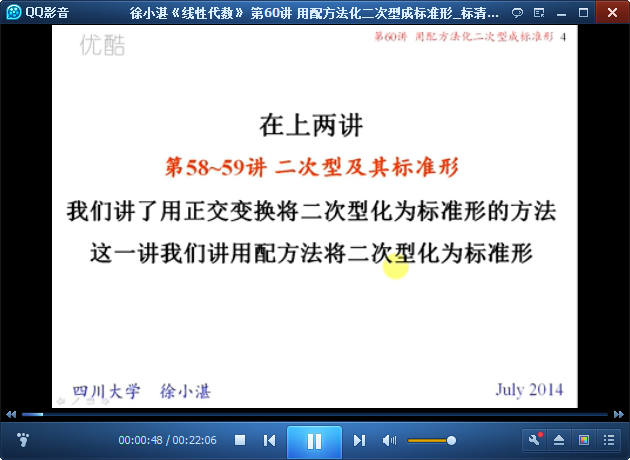 QQ影音
徐小湛《线性代数》第60讲 用配方法化二次型成标准形_标清...
优酷
第60讲 用配方法化二次型成标准形 4
在上两讲
第58~59讲 二次型及其标准形
我们讲了用正交变换将二次型化为标准形的方法
这一讲我们讲用配方法将二次型化为标准形
四川大学 徐小湛
July 2014
00:00:48 / 00:22:06